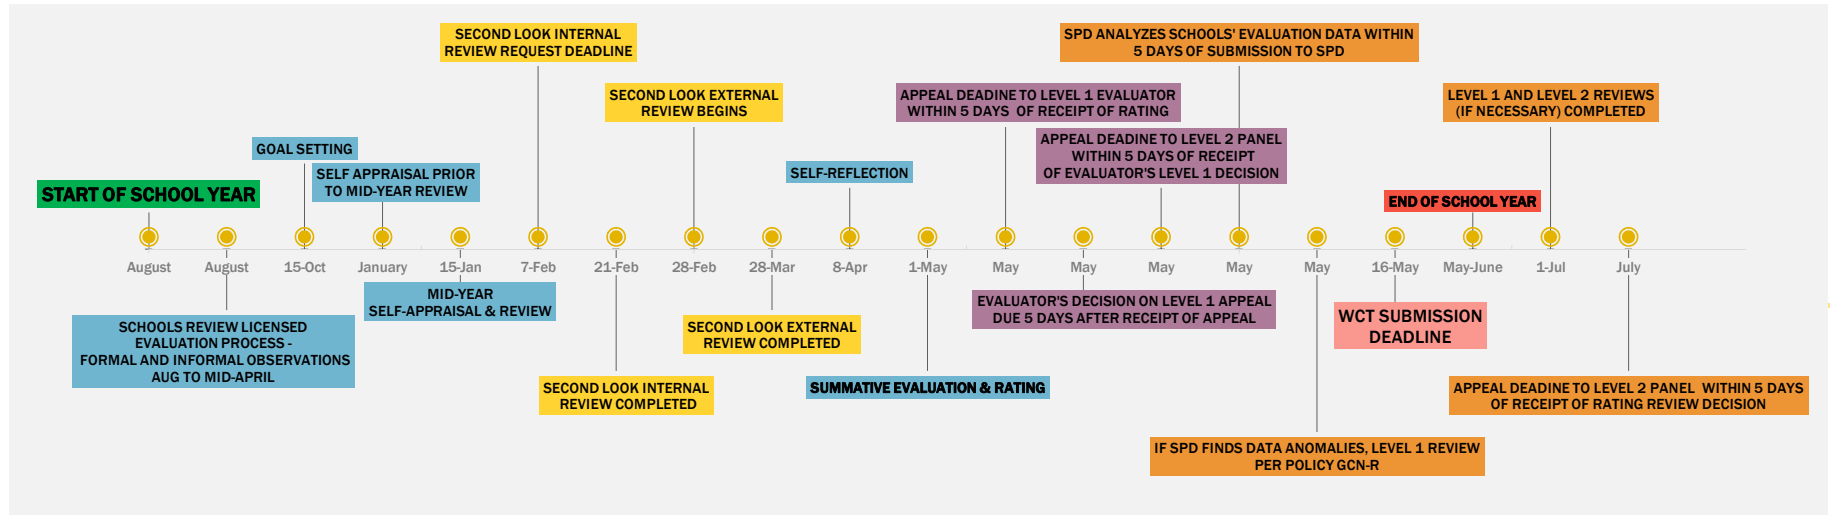 SECOND LOOK INTERNAL
REVIEW REQUEST DEADLINE
SPD ANALYZES SCHOOLS' EVALUATION DATA WITHIN
5 DAYS OF SUBMISSION TO SPD
SECOND LOOK EXTERNAL
REVIEW BEGINS
APPEAL DEADINE TO LEVEL 1 EVALUATOR
WITHIN 5 DAYS OF RECEIPT OF RATING
LEVEL 1 AND LEVEL 2 REVIEWS
(IF NECESSARY) COMPLETED
GOAL SETTING
APPEAL DEADINE TO LEVEL 2 PANEL
WITHIN 5 DAYS OF RECEIPT
OF EVALUATOR'S LEVEL 1 DECISION
SELF APPRAISAL PRIOR
TO MID-YEAR REVIEW
SELF-REFLECTION
START OF SCHOOL YEAR
END OF SCHOOL YEAR
August
August
15-Oct
January
15-Jan
7-Feb
21-Feb
28-Feb
28-Mar
8-Apr
1-May
May
May
May
May
May
16-May
May-June
1-Jul
July
MID-YEAR
SELF-APPRAISAL & REVIEW
EVALUATOR'S DECISION ON LEVEL 1 APPEAL
DUE 5 DAYS AFTER RECEIPT OF APPEAL
WCT SUBMISSION
DEADLINE
SCHOOLS REVIEW LICENSED
EVALUATION PROCESS -
FORMAL AND INFORMAL OBSERVATIONS
AUG TO MID-APRIL
SECOND LOOK EXTERNAL
REVIEW COMPLETED
SECOND LOOK INTERNAL
REVIEW COMPLETED
SUMMATIVE EVALUATION & RATING
APPEAL DEADINE TO LEVEL 2 PANEL WITHIN 5 DAYS
OF RECEIPT OF RATING REVIEW DECISION
IF SPD FINDS DATA ANOMALIES, LEVEL 1 REVIEW
PER POLICY GCN-R